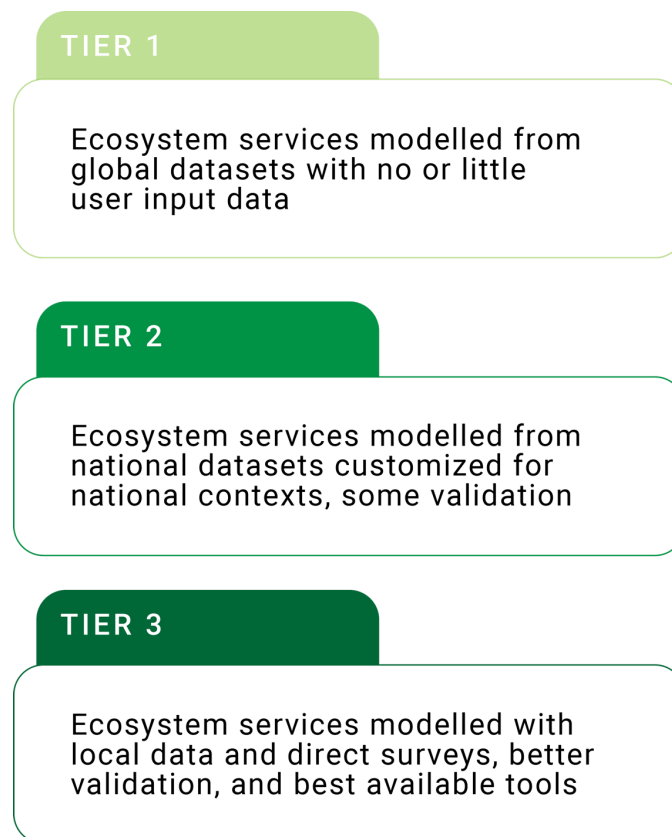 TIER 1
Ecosystem services modelled from
global datasets with no or little
user input data
TIER 2
Ecosystem services modelled from
national datasets customized for
national contexts, some validation
TIER 3
Ecosystem services modelled with
local data and direct surveys, better
validation, and best available tools